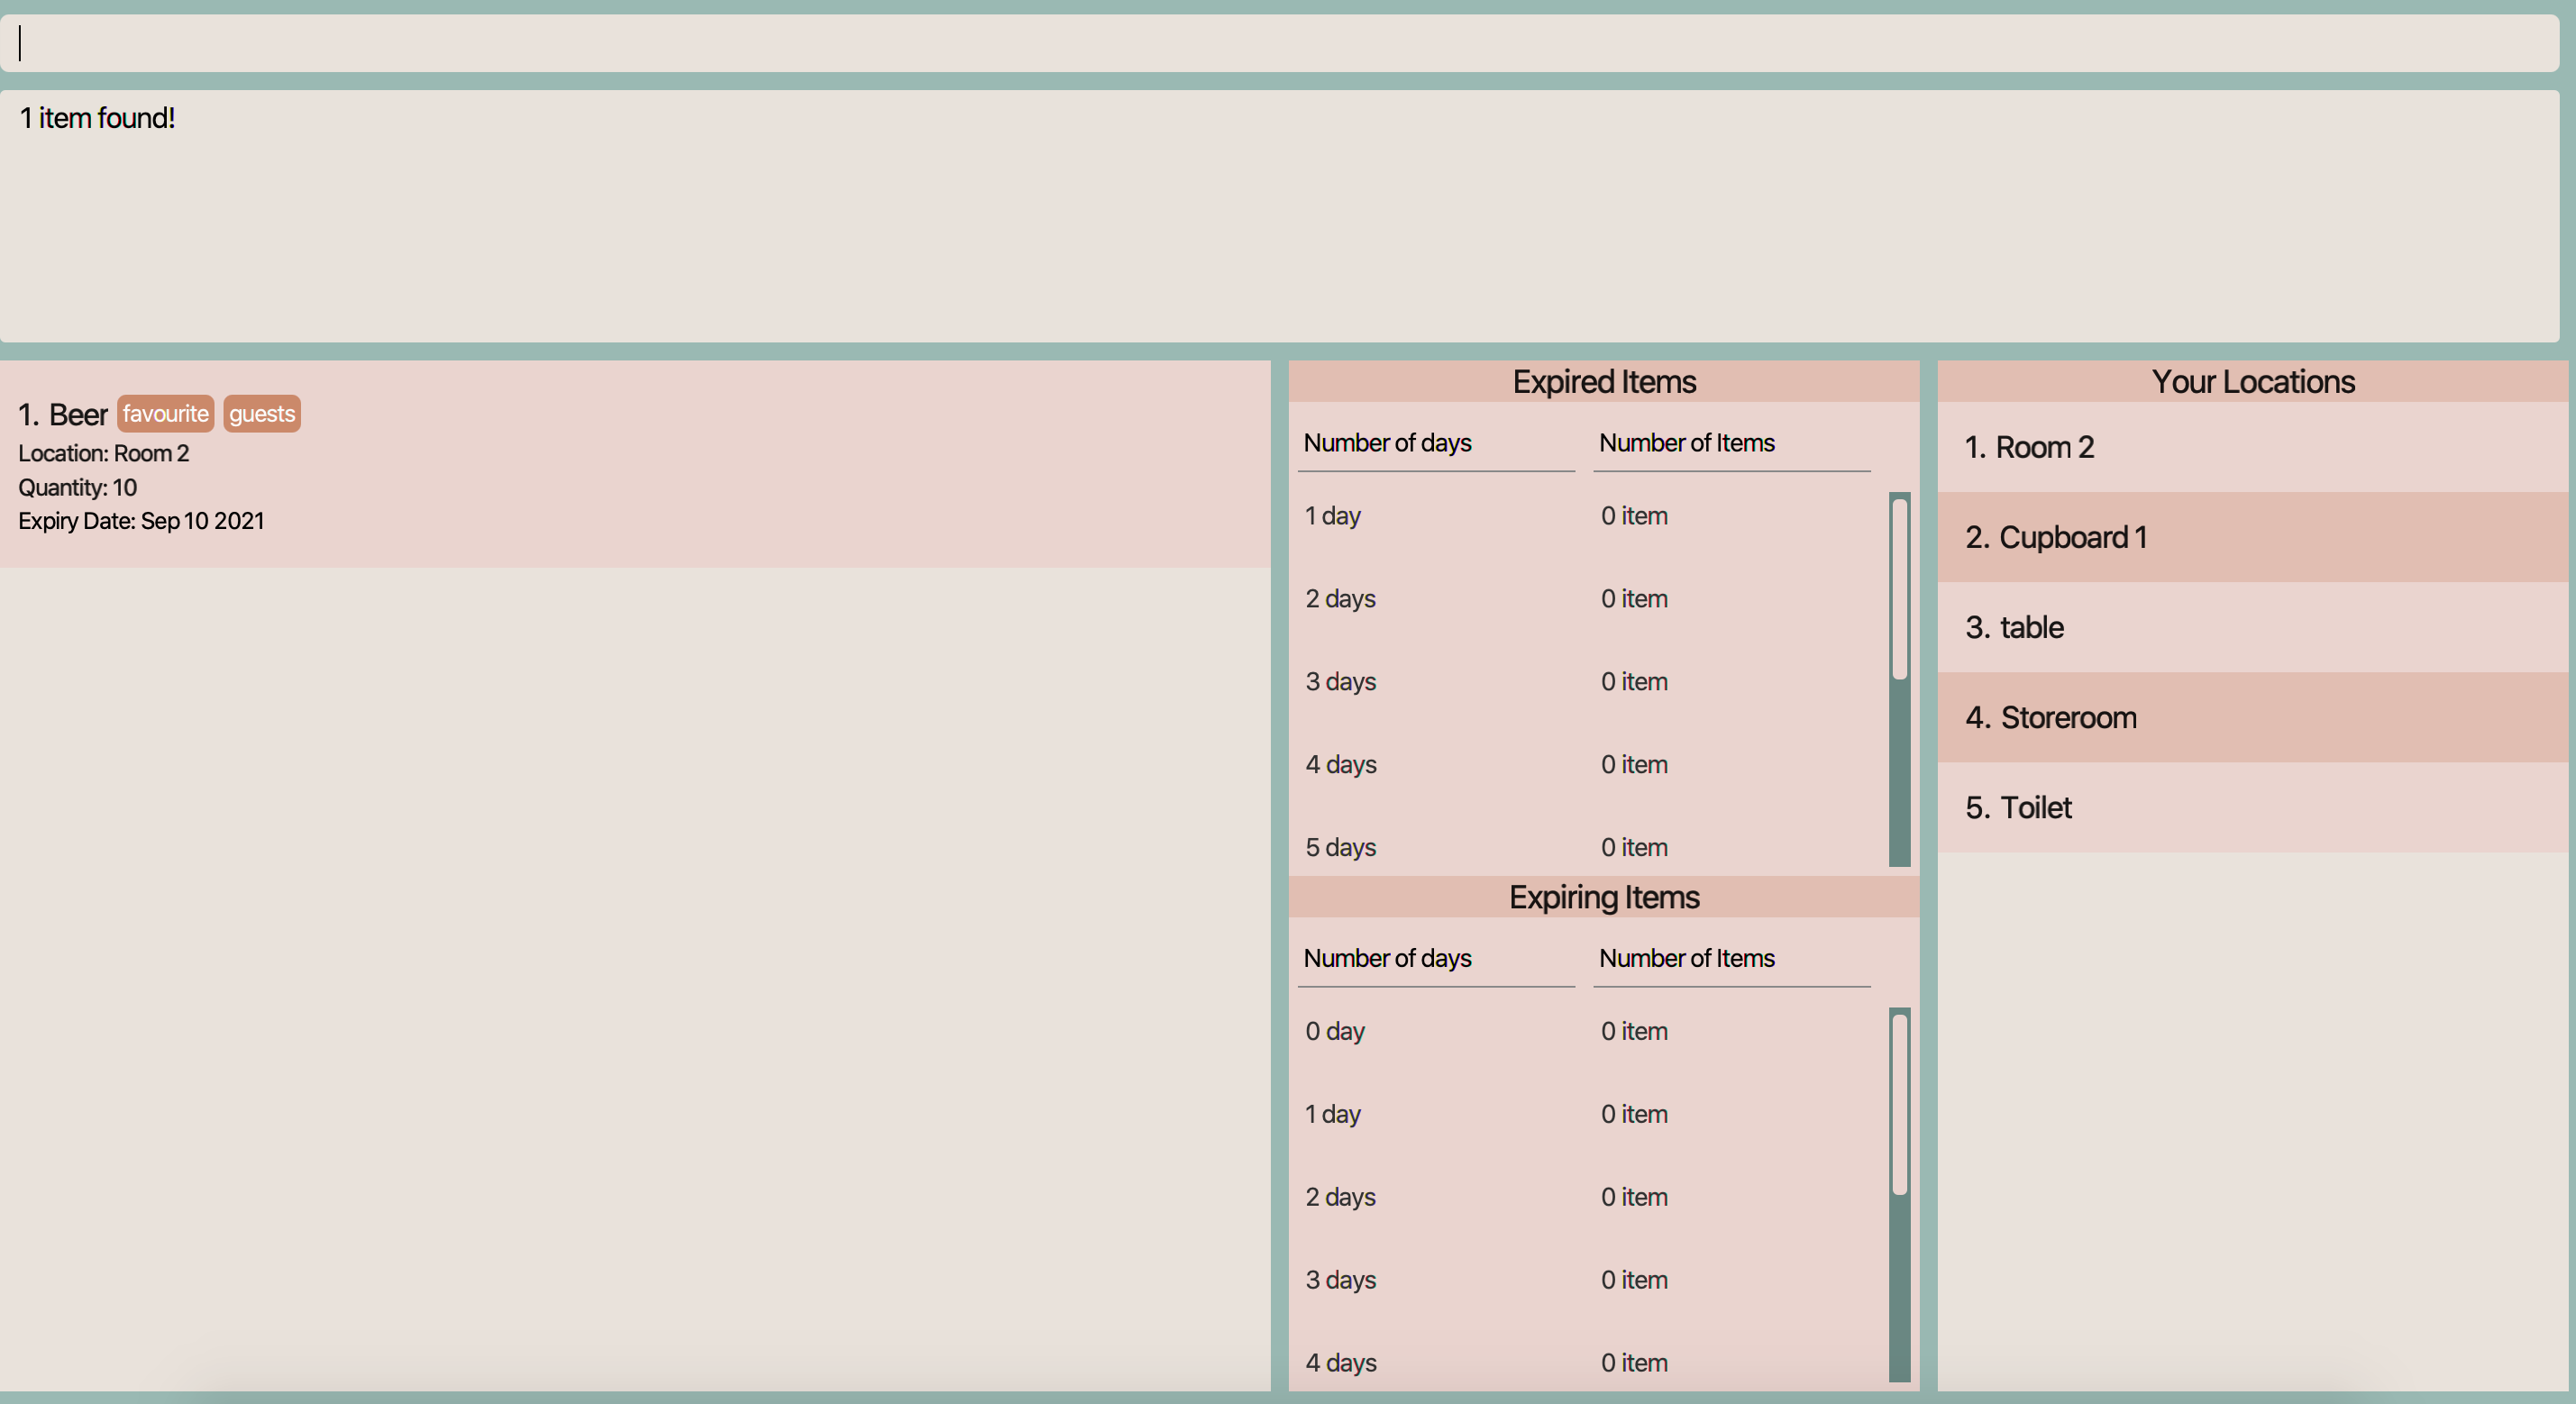 1 item found!
1. Beer favourite guests
Location: Room 2
Quantity: 10
Expiry Date: Sep 10 2021
Expired Items
Number of days Number of Items
1 day 0 item
2 days 0 item
3 days 0 item
4 days 0 item
5 days 0 item
Expiring Items
Number of days Number of Items
0 day 0 item
1 day 0 item
2 days 0 item
3 days 0 item
4 days 0 item
Your Locations
1. Room 2
2. Cupboard 1
3. table
4. Storeroom
5. Toilet